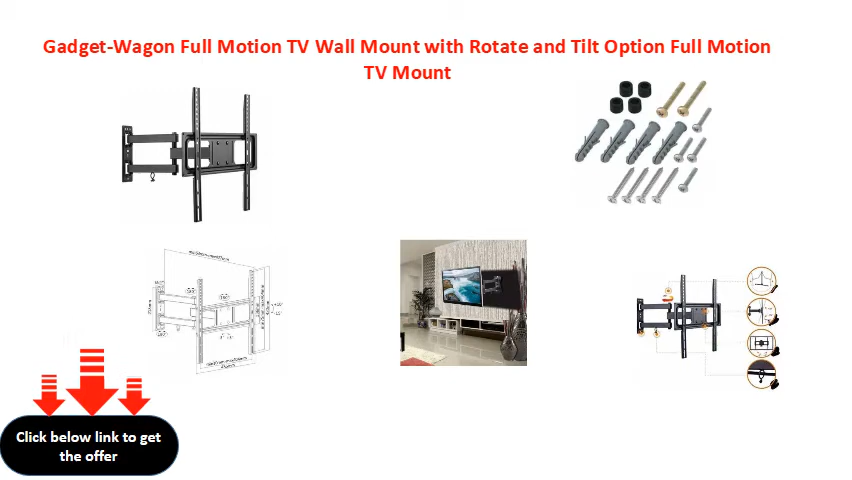 Gadget-Wagon Full Motion TV Wall Mount with Rotate and Tilt Option Full Motion
TV Mount
Click below link to get
the offer